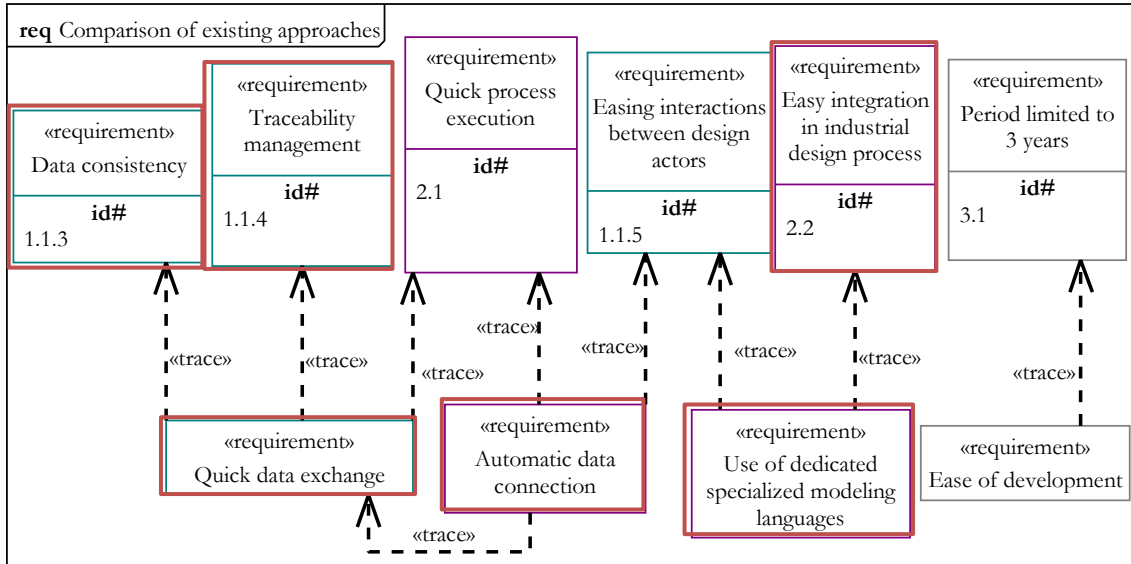 req Comparison of existing approaches
«requirement»
Data consistency
id#
1.1.3
«requirement»
Traceability
management
id#
1.1.4
«requirement»
Quick process
execution
id#
2.1
«requirement»
Easing interactions
between design
actors
id#
1.1.5
«requirement»
Easy integration
in industrial
design process
id#
2.2
«requirement»
Period limited to
3 years
id#
3.1
«trace»
«trace»
«trace»
«trace»
«trace»
«trace»
«trace»
«trace»
«requirement»
Quick data exchange
«requirement»
Automatic data
connection
«requirement»
Use of dedicated
specialized modeling
languages
«requirement»
Ease of development
«trace»